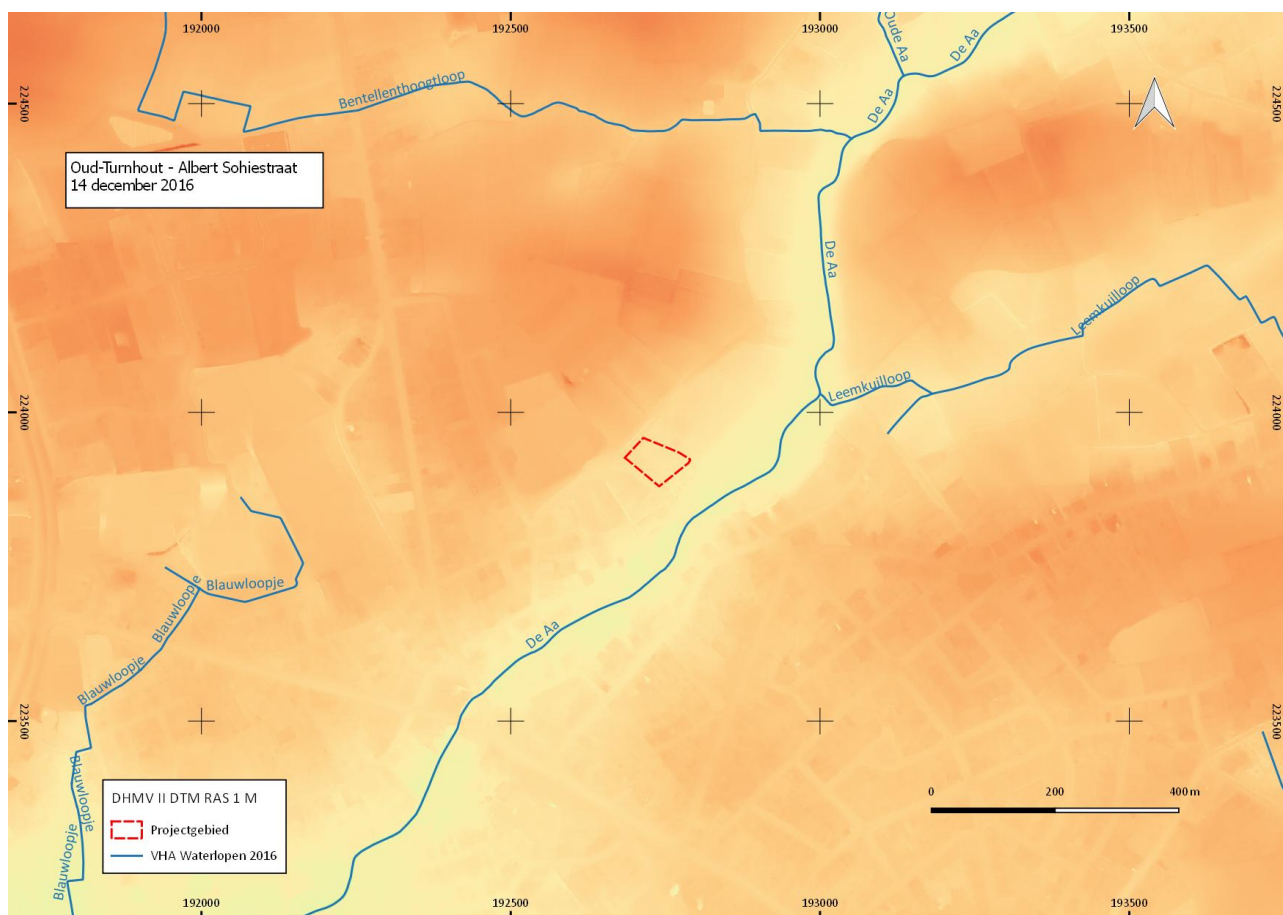 192000
192500
193000
193500
Oude Aa
De Aa
De Aa
Bentellenthoogtloop
224500
224500
Oud-Turnhout - Albert Sohiestraat
14 december 2016
De Aa
Leemkuilloop
Leemkuilloop
224000
224000
Blauwloopje
Blauwloopje
Blauwloopje
De Aa
223500
223500
Blauwloopje
Blauwloopje
DHMV II DTM RAS 1 M
Projectgebied
VHA Waterlopen 2016
0
200
400 m
192000
192500
193000
193500